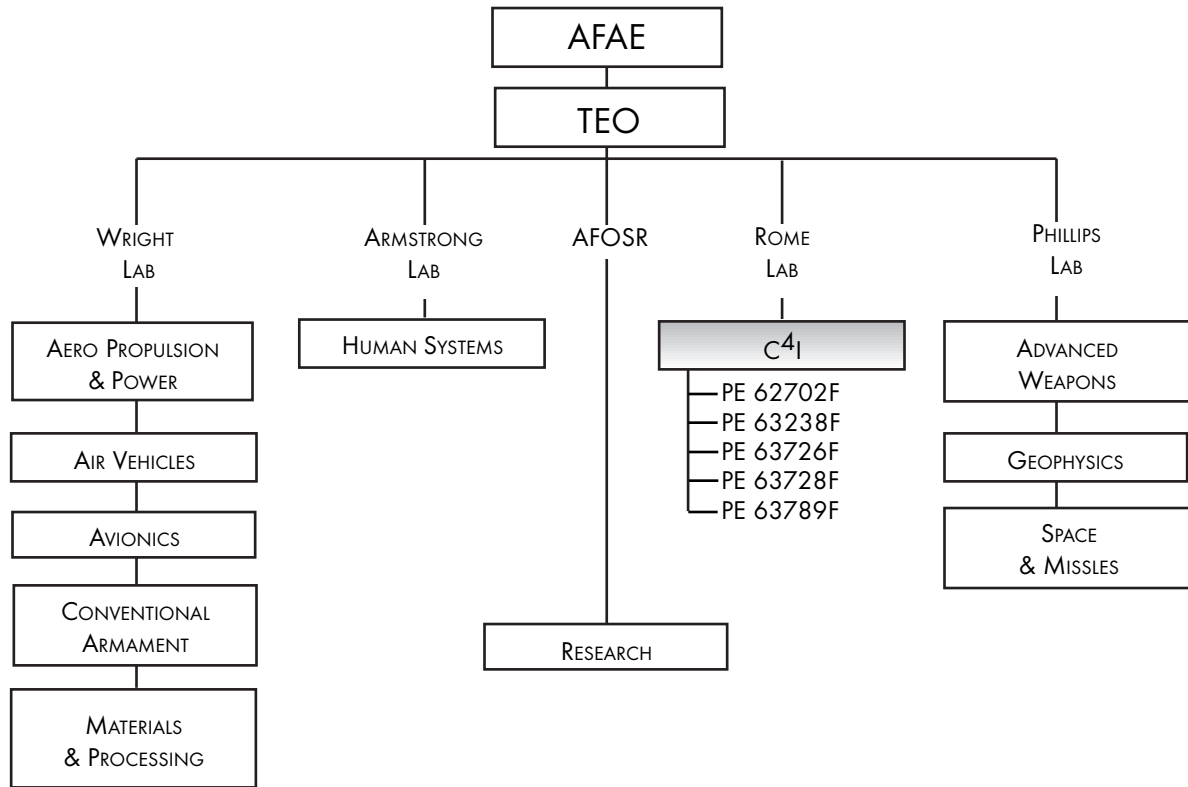 AFAE
TEO
Wright
Lab
Aero Propulsion
& Power
Air Vehicles
Avionics
Conventional
Armament
Materials
& Processing
Armstrong
Lab
Human Systems
AFOSR
Research
Rome
Lab
C⁴I
PE 62702F
PE 63238F
PE 63726F
PE 63728F
PE 63789F
Phillips
Lab
Advanced
Weapons
Geophysics
Space
& Missles